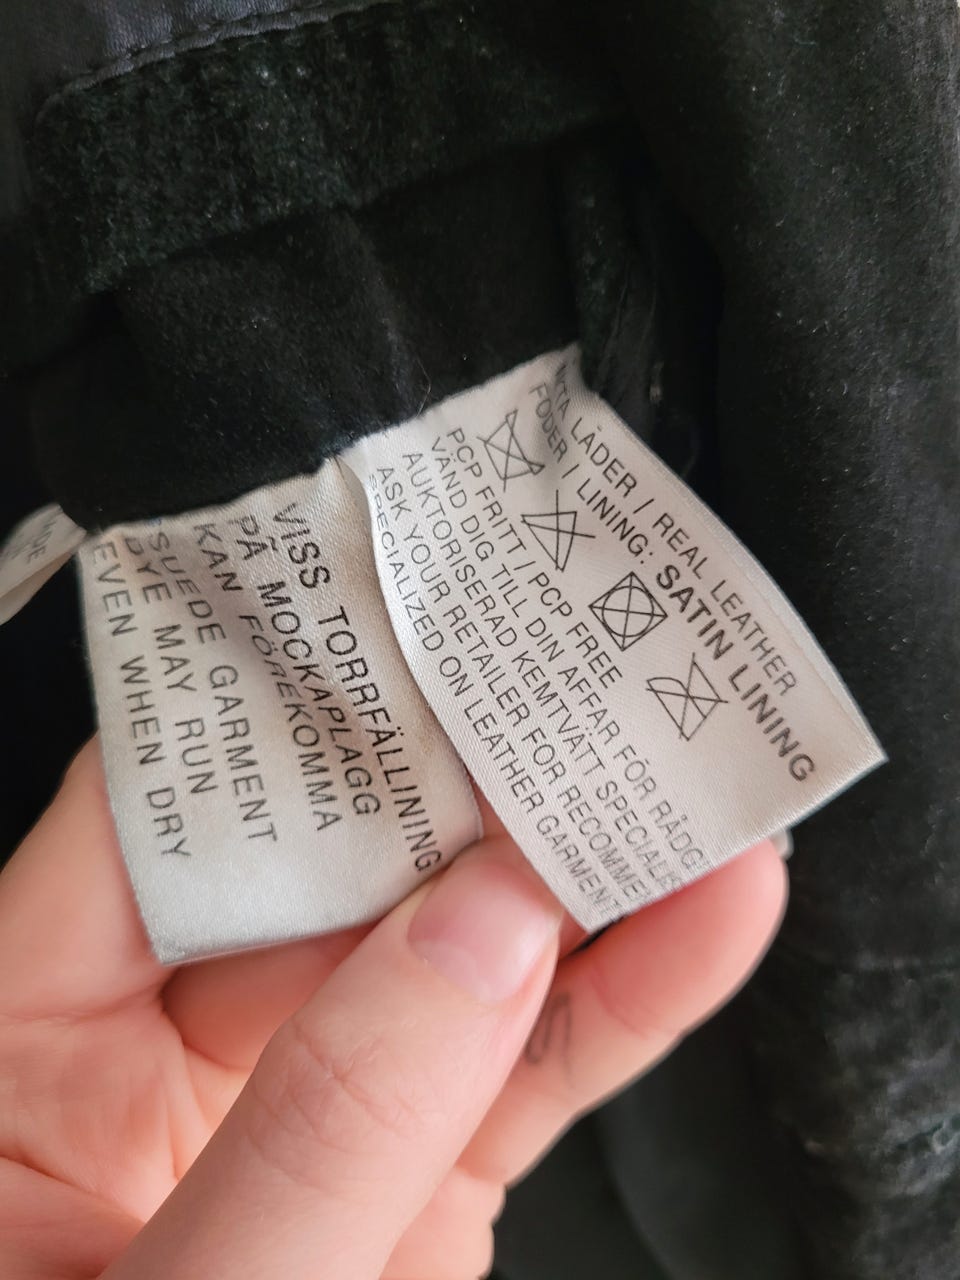 VISS TORRFÄLLNING
PÅ MOCKAPLAGG
KAN FÖREKOMMA
SUEDE GARMENT
DYE MAY RUN
EVEN WHEN DRY
LÄDER / REAL LEATHER
FODER / LINING: SATIN LINING
PCP FRITT / PCP FREE
VÄND DIG TILL DIN AFFÄR FÖR
AUKTORISERAD KEMTVÄTT
ASK YOUR RETAILER FOR
SPECIALIZED ON LEATHER